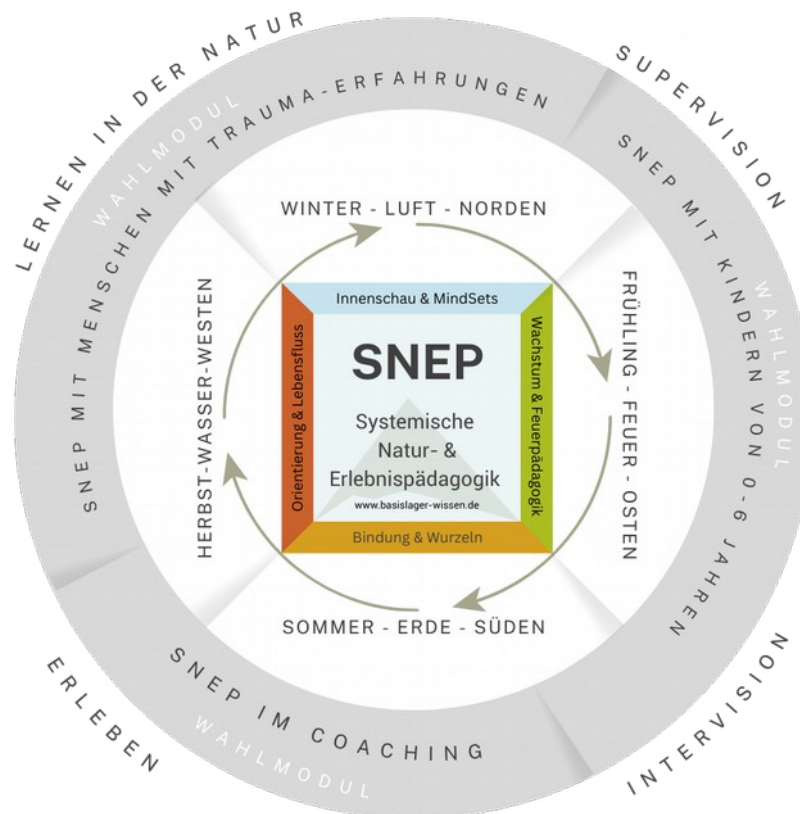 LERNEN IN DER NATUR
SUPERVISION
WAHLMODUL
SNEP MIT MENSCHEN MIT TRAUMA-ERFAHRUNGEN
SNEP MIT KINDERN VON 0-6 JAHREN
WAHLMODUL
WINTER - LUFT - NORDEN
HERBST-WASSER-WESTEN
FRÜHLING - FEUER - OSTEN
Innenschau & MindSets
Orientierung & Lebensfluss
Wachstum & Feuerpädagogik
SNEP
Systemische
Natur- &
Erlebnispädagogik
www.basislager-wissen.de
Bindung & Wurzeln
SOMMER - ERDE - SÜDEN
SNEP IM COACHING
WAHLMODUL
ERLEBEN
INTERVISION